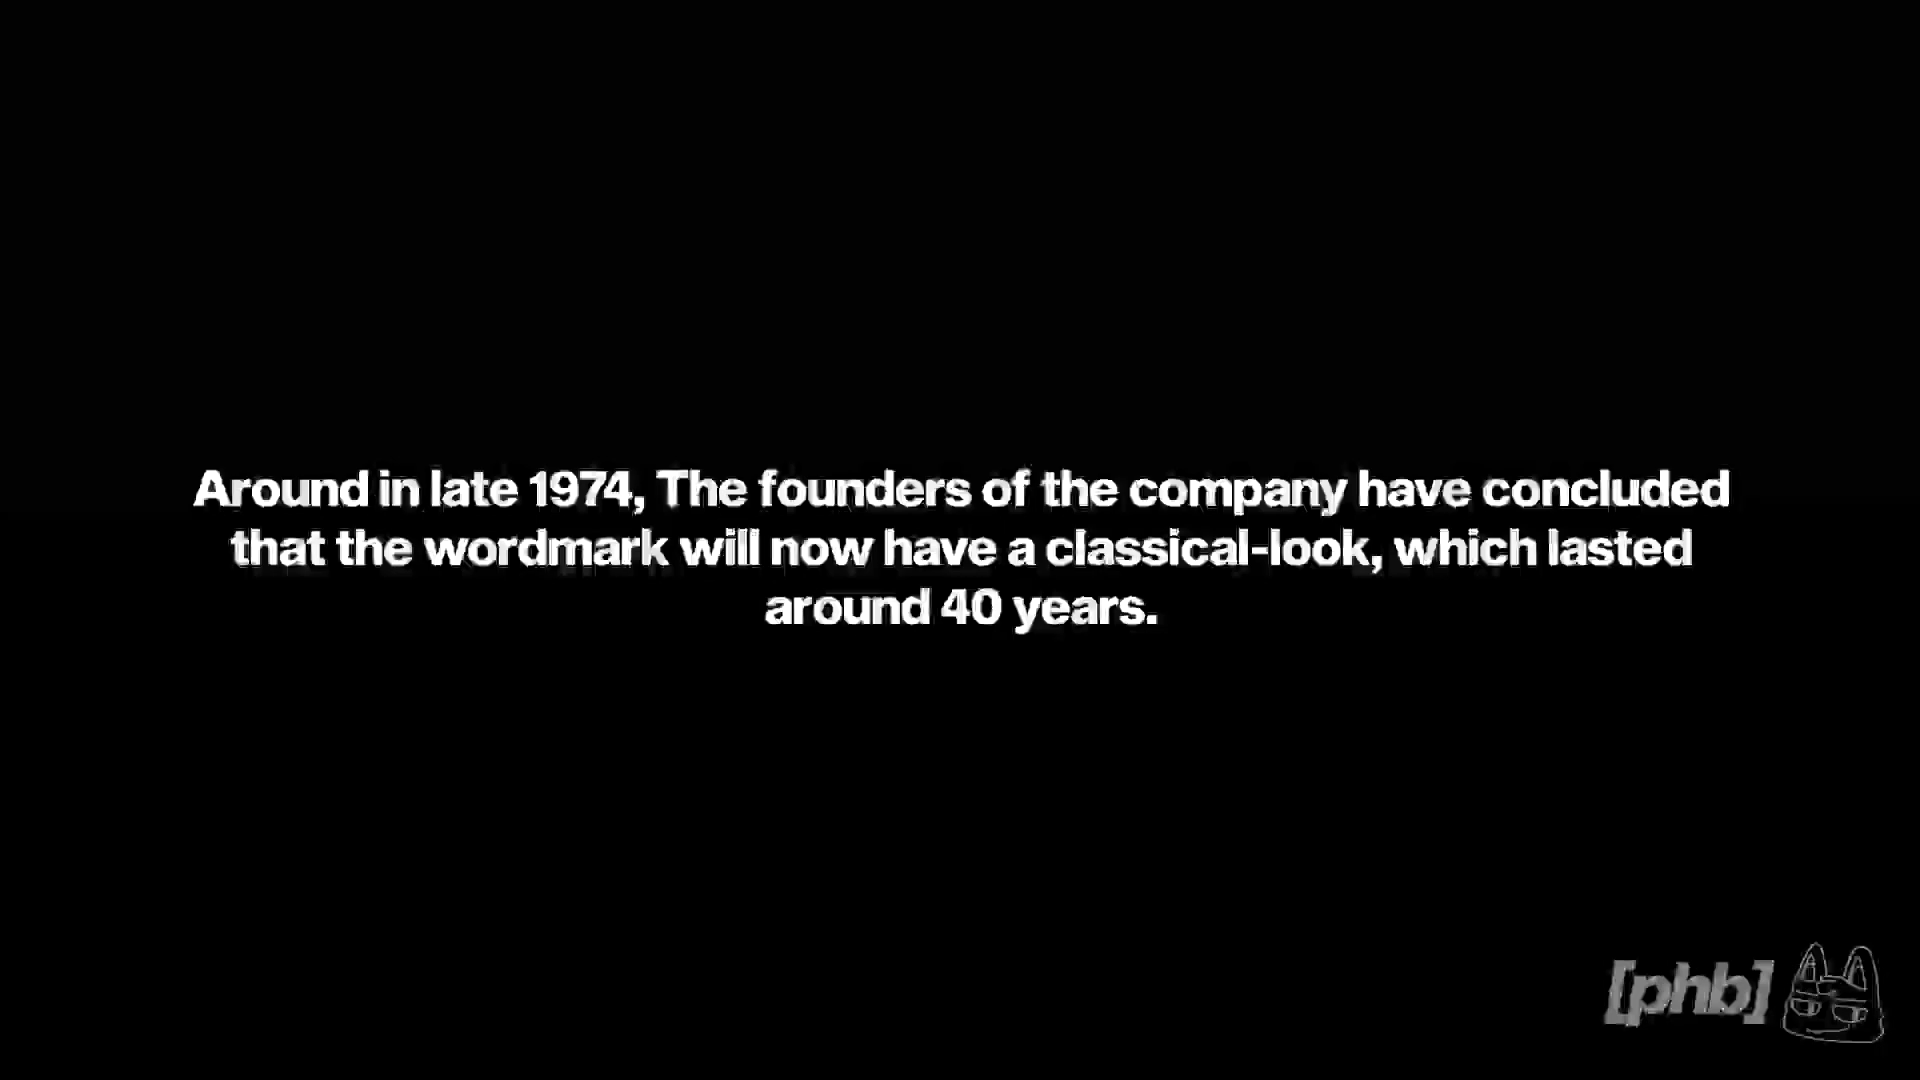 Around in late 1974, The founders of the company have concluded
that the wordmark will now have a classical-look, which lasted
around 40 years.
[phb]